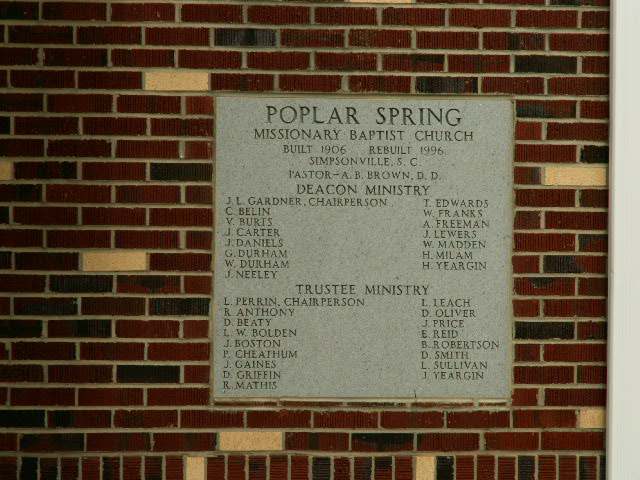 POPLAR SPRING
MISSIONARY BAPTIST CHURCH
BUILT 1906 REBUILT 1996
SIMPSONVILLE, S. C.
PASTOR-A. B. BROWN, D. D.
DEACON MINISTRY
J. L. GARDNER, CHAIRPERSON T. EDWARDS
C. BELIN W. FRANKS
V. BURTS A. FREEMAN
J. CARTER J. LEWERS
J. DANIELS W. MADDEN
G. DURHAM H. MILAM
W. DURHAM H. YEARGIN
J. NEELEY
TRUSTEE MINISTRY
L. PERRIN, CHAIRPERSON L. LEACH
R. ANTHONY D. OLIVER
D. BEATY J. PRICE
L. W. BOLDEN E. REID
J. BOSTON B. ROBERTSON
P. CHEATHUM D. SMITH
J. GAINES L. SULLIVAN
D. GRIFFIN J. YEARGIN
R. MATHIS